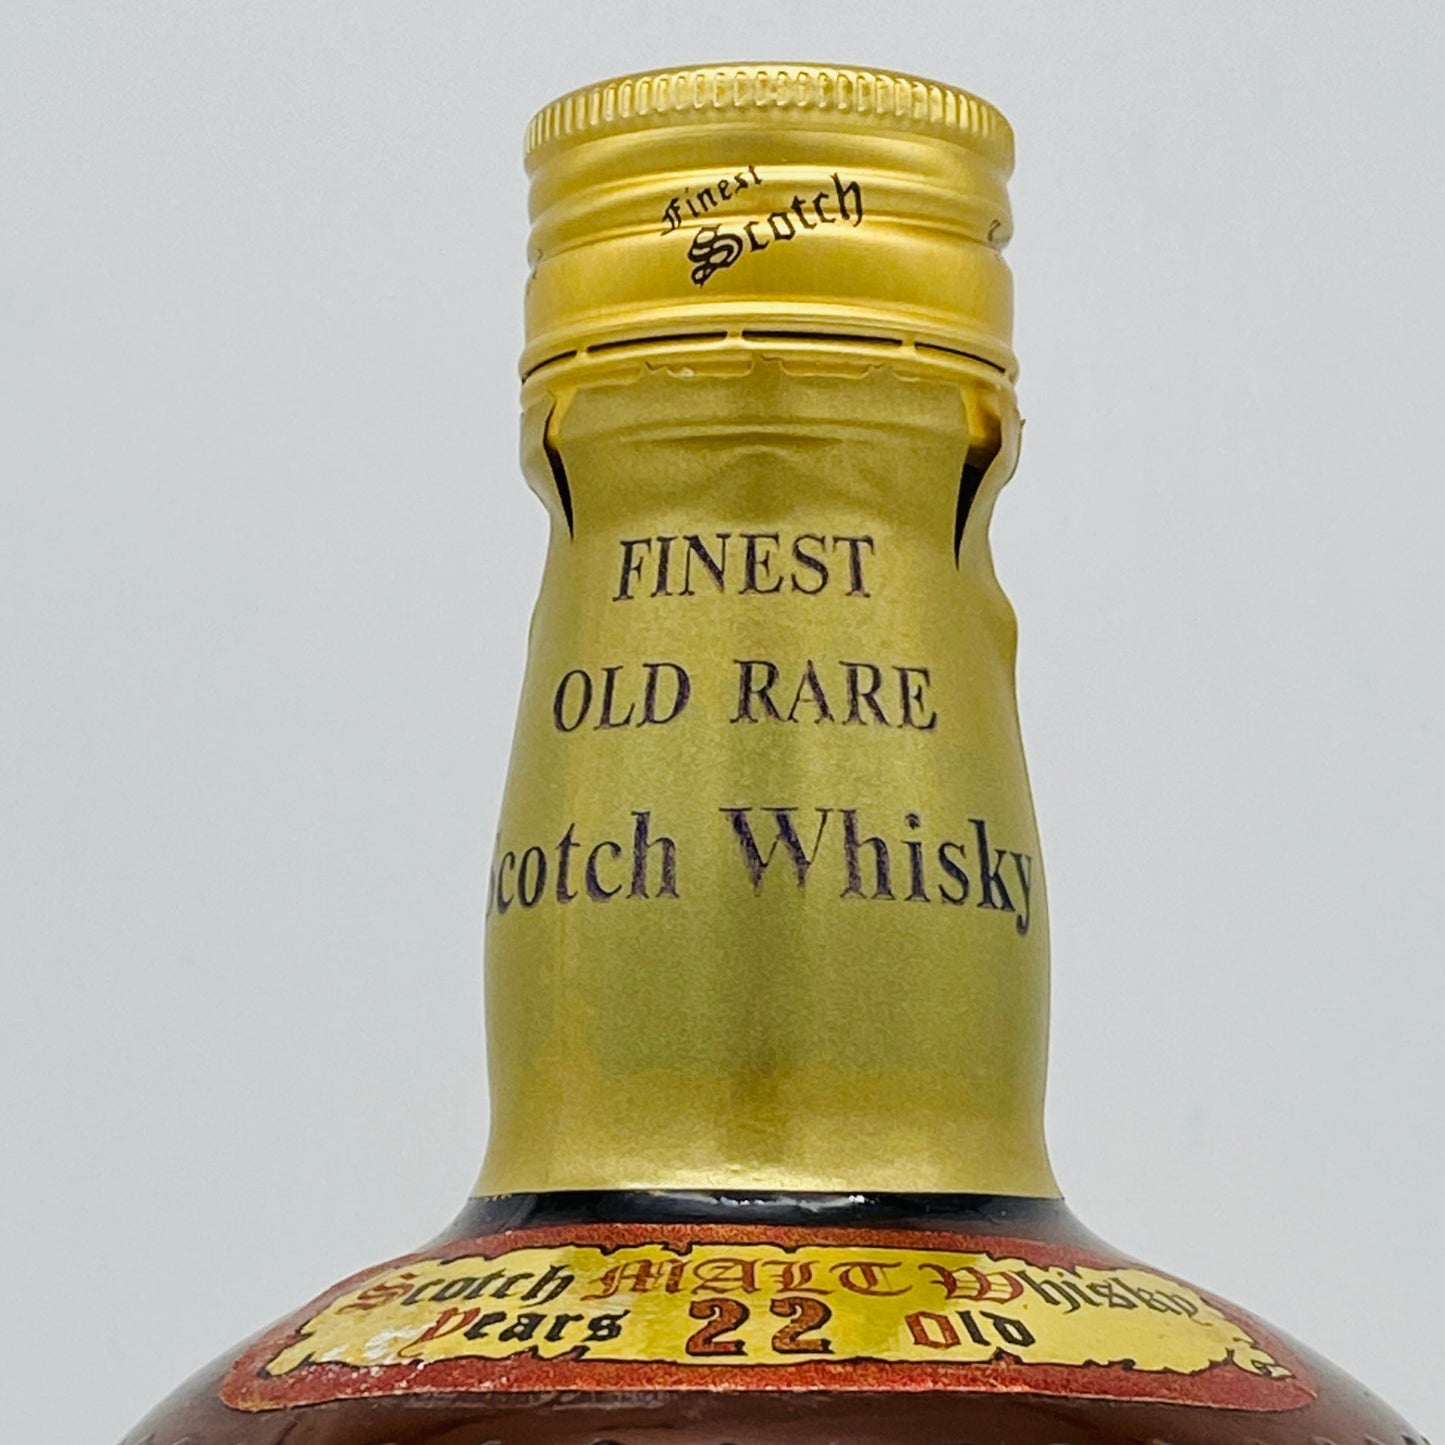 Finest
Scotch
FINEST
OLD RARE
Scotch Whisky
Scotch MALT Whisky
years 22 Old